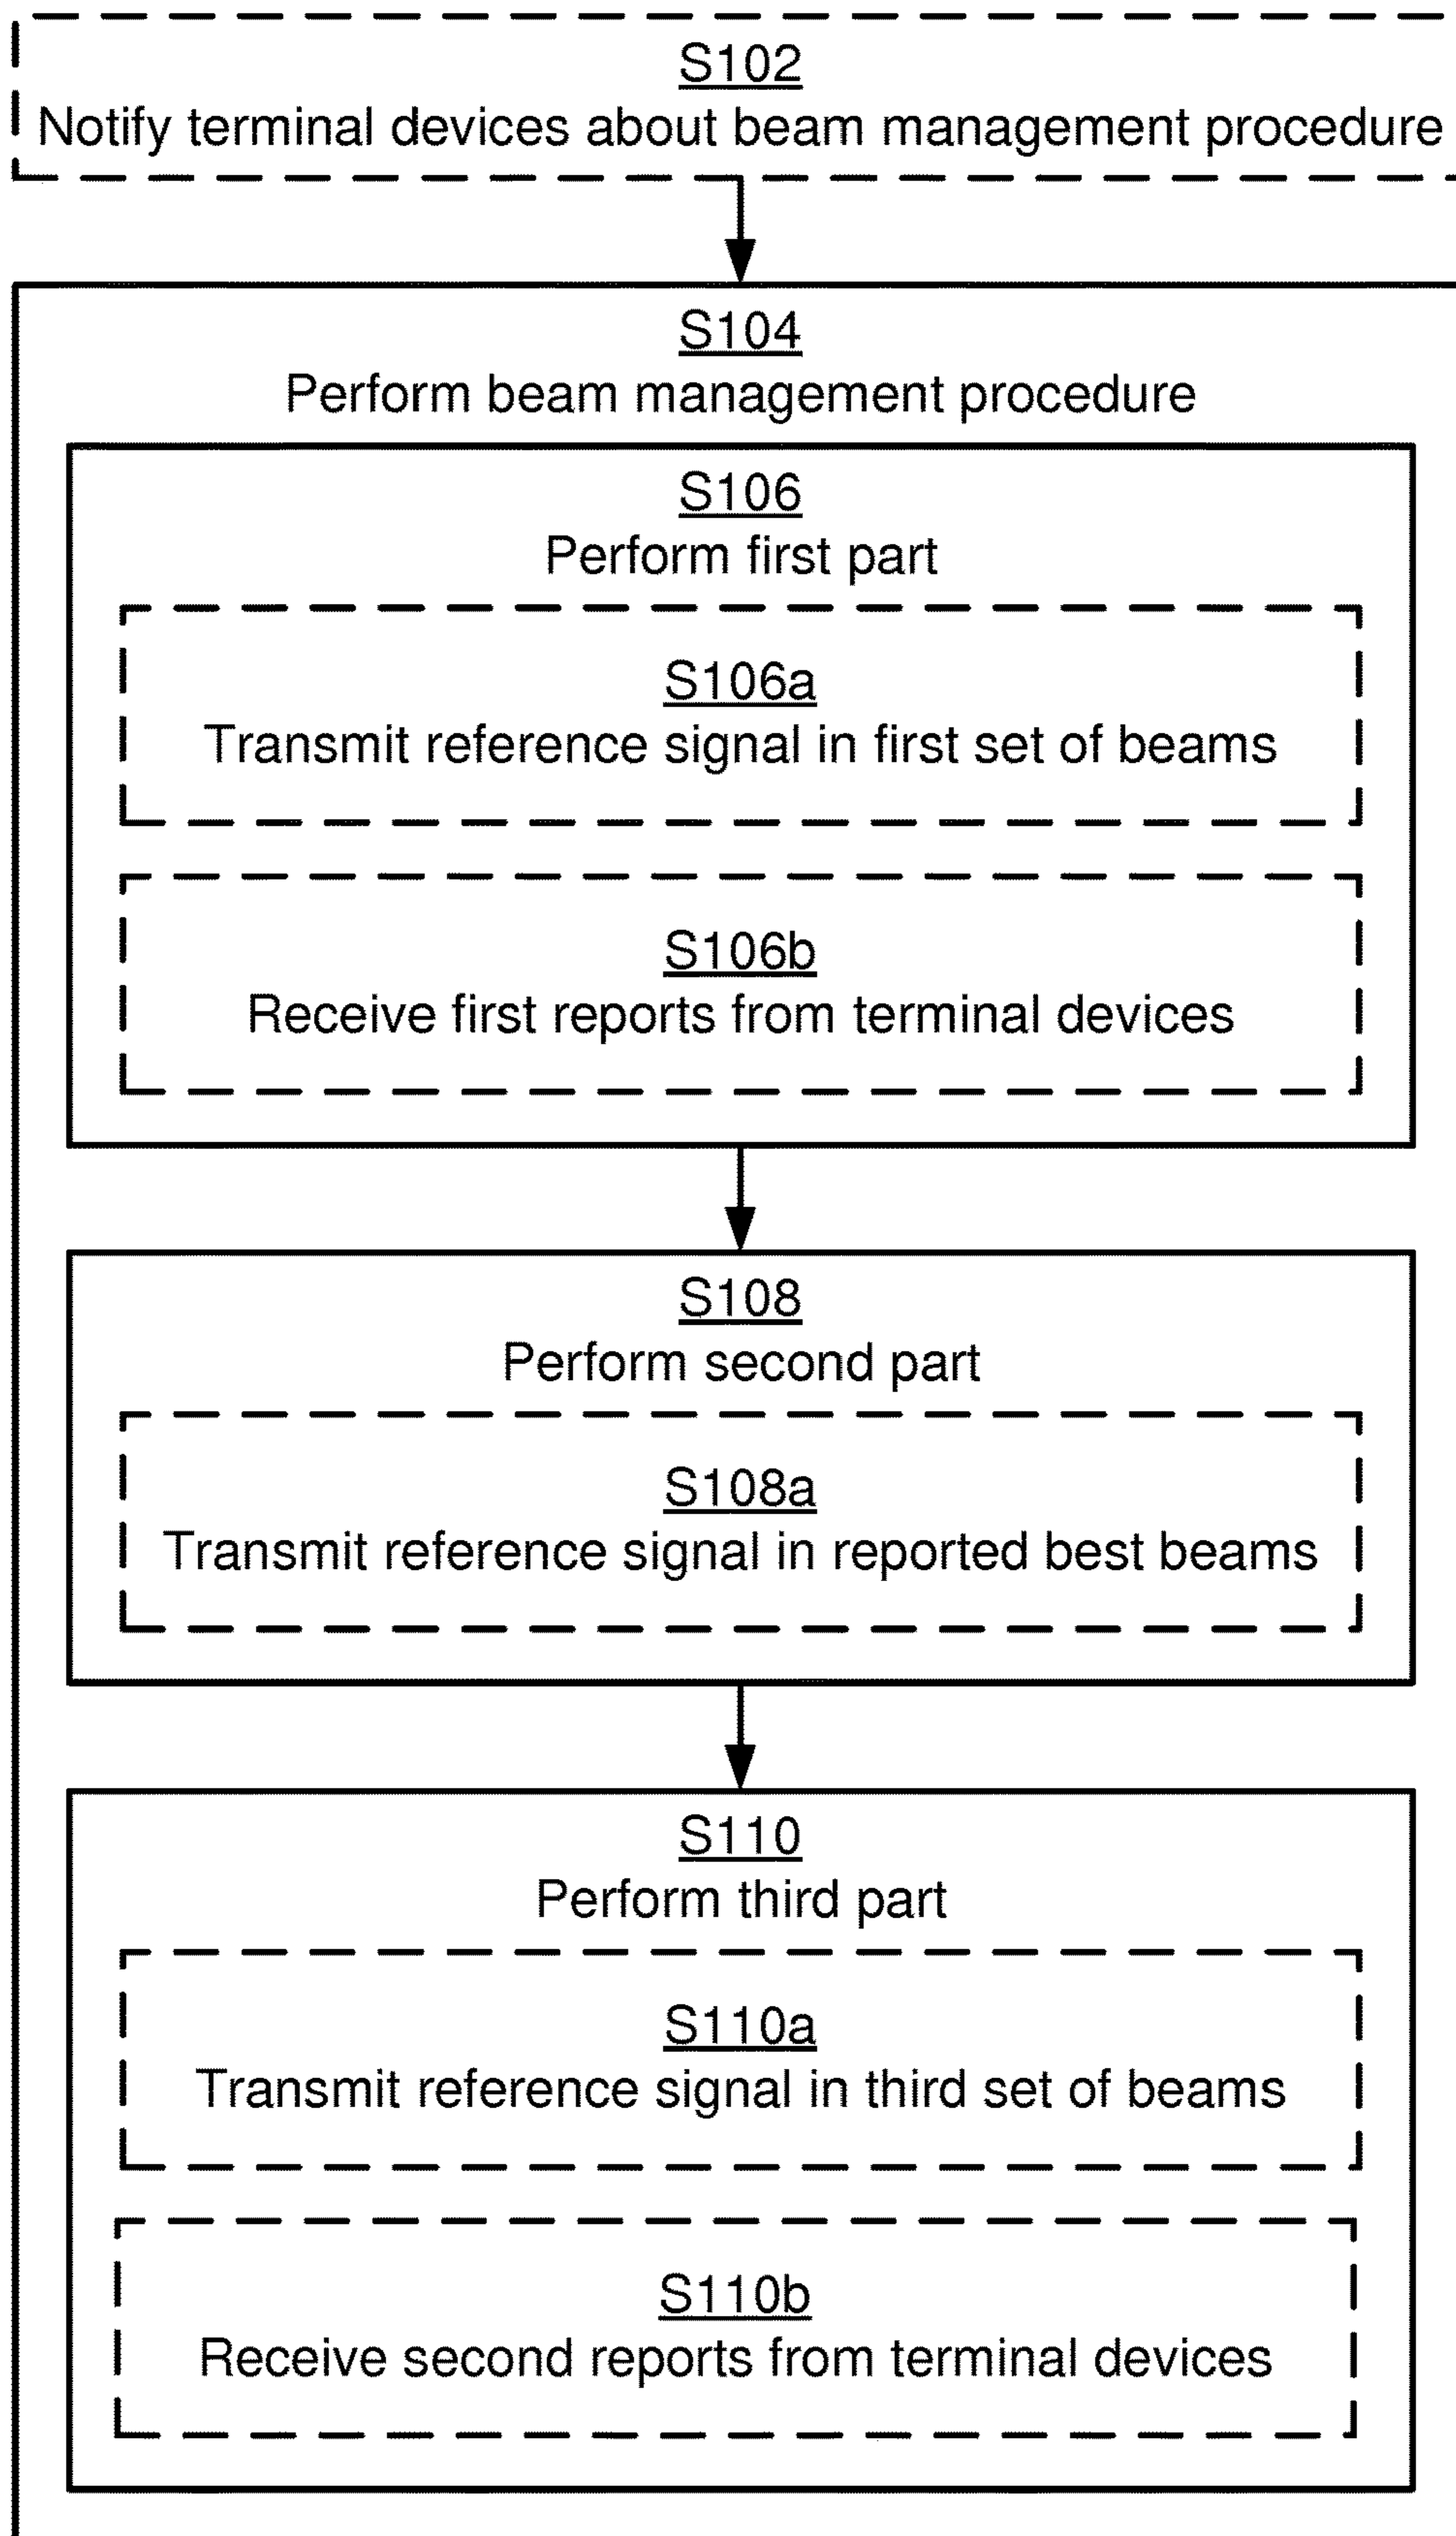 S102
Notify terminal devices about beam management procedure
S104
Perform beam management procedure
S106
Perform first part
S106a
Transmit reference signal in first set of beams
S106b
Receive first reports from terminal devices
S108
Perform second part
S108a
Transmit reference signal in reported best beams
S110
Perform third part
S110a
Transmit reference signal in third set of beams
S110b
Receive second reports from terminal devices